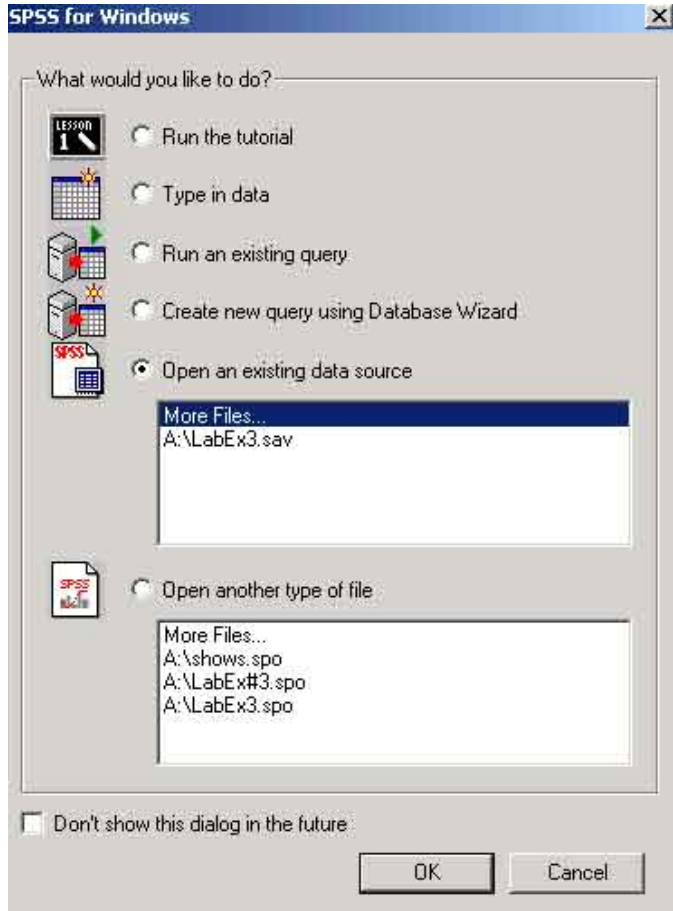 SPSS for Windows
What would you like to do?
LESSON
1
Run the tutorial
Type in data
Run an existing query
Create new query using Database Wizard
SPSS
Open an existing data source
More Files...
A:\LabEx3.sav
SPSS
Open another type of file
More Files...
A:\shows.spo
A:\LabEx#3.spo
A:\LabEx3.spo
Don't show this dialog in the future
OK
Cancel